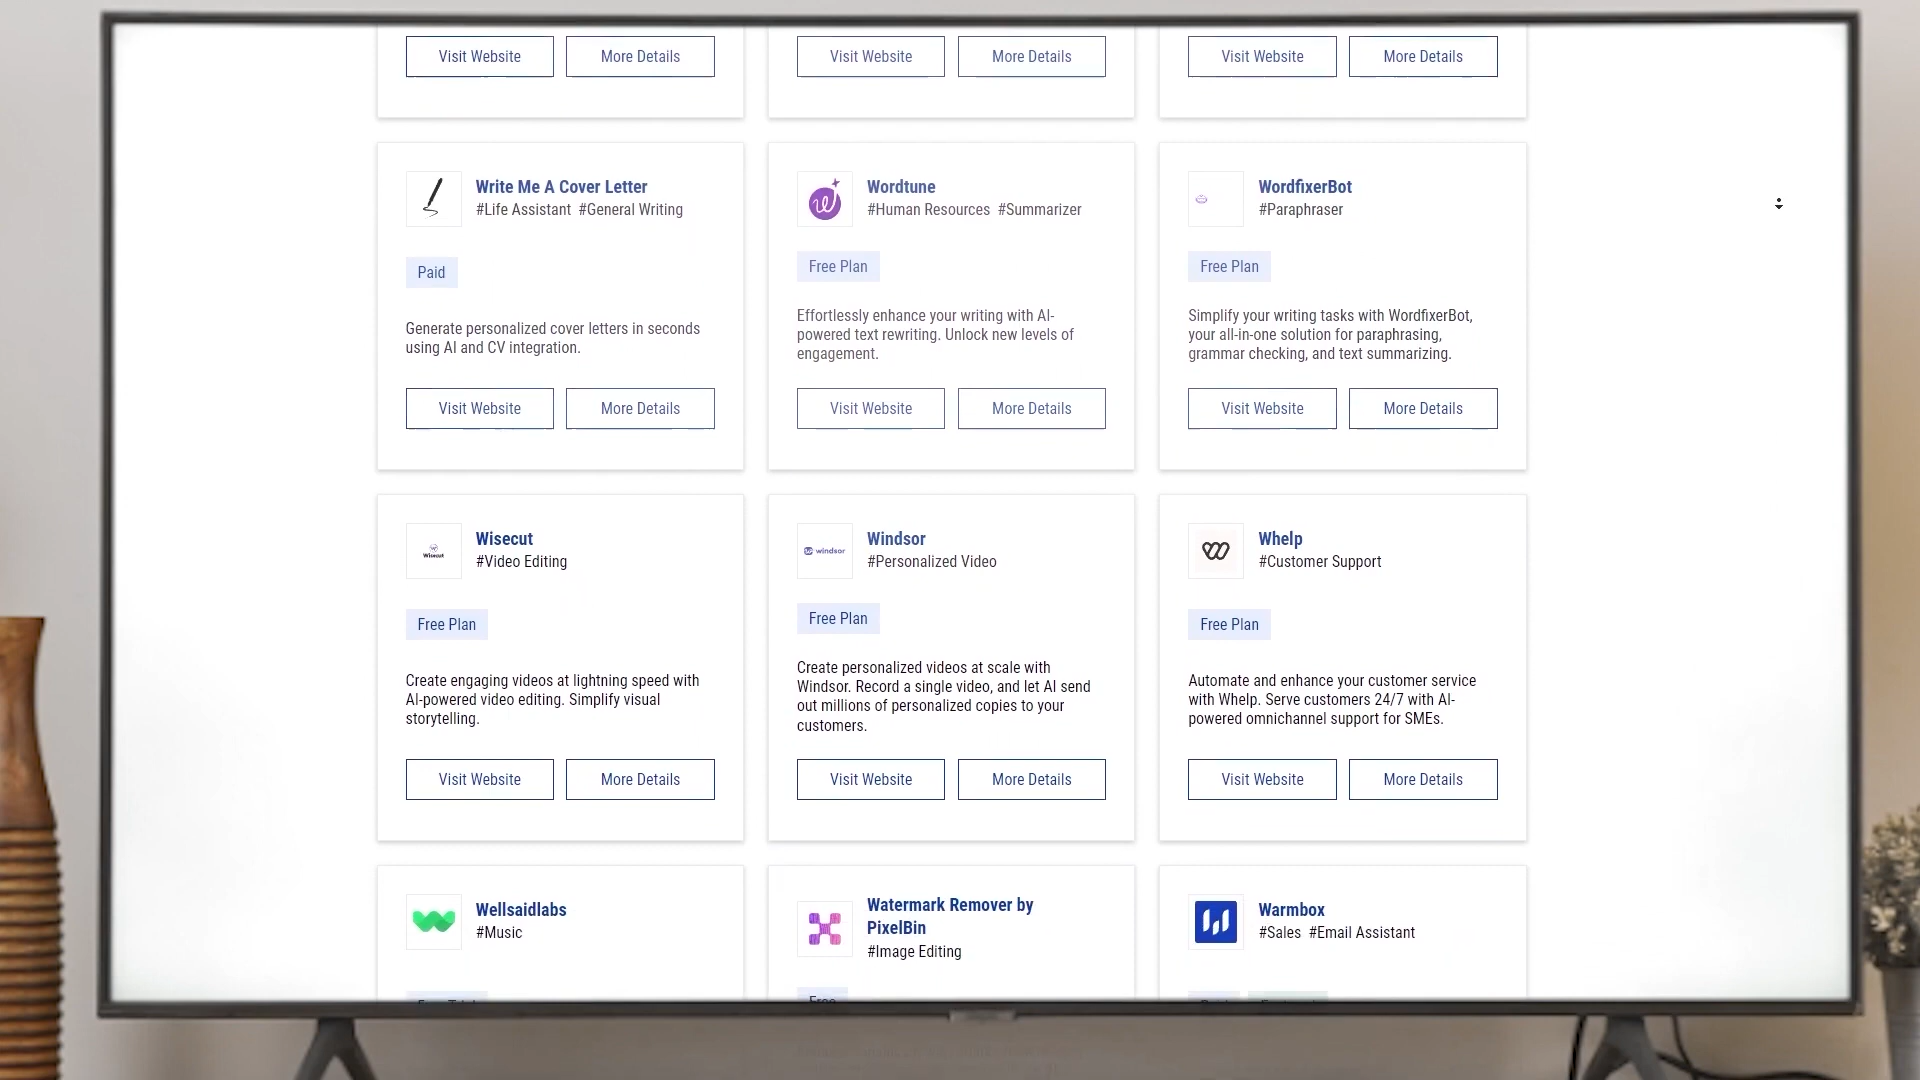 Visit Website
More Details
Visit Website
More Details
Visit Website
More Details
Write Me A Cover Letter
#Life Assistant #General Writing
Paid
Generate personalized cover letters in seconds
using AI and CV integration.
Visit Website
More Details
Wordtune
#Human Resources #Summarizer
Free Plan
Effortlessly enhance your writing with AI-
powered text rewriting. Unlock new levels of
engagement.
Visit Website
More Details
WordfixerBot
#Paraphraser
Free Plan
Simplify your writing tasks with WordfixerBot,
your all-in-one solution for paraphrasing,
grammar checking, and text summarizing.
Visit Website
More Details
Wisecut
Wisecut
#Video Editing
Free Plan
Create engaging videos at lightning speed with
AI-powered video editing. Simplify visual
storytelling.
Visit Website
More Details
windsor
Windsor
#Personalized Video
Free Plan
Create personalized videos at scale with
Windsor. Record a single video, and let AI send
out millions of personalized copies to your
customers.
Visit Website
More Details
Whelp
#Customer Support
Free Plan
Automate and enhance your customer service
with Whelp. Serve customers 24/7 with AI-
powered omnichannel support for SMEs.
Visit Website
More Details
Wellsaidlabs
#Music
Watermark Remover by
PixelBin
#Image Editing
Free
Warmbox
#Sales #Email Assistant